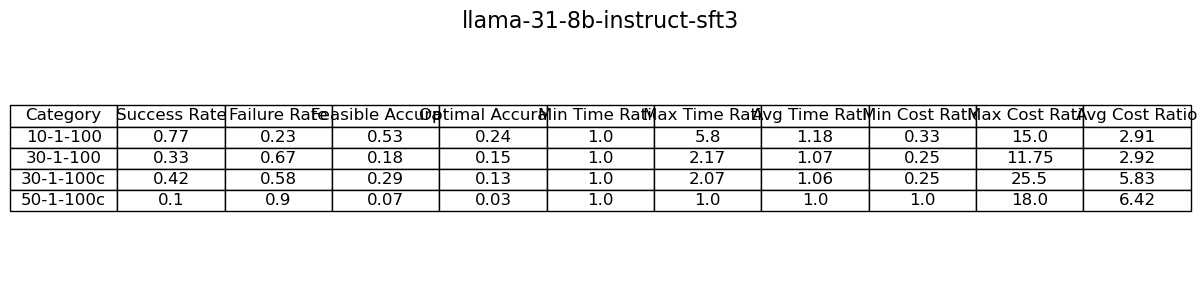 llama-31-8b-instruct-sft3
Category Success Rate Failure Rate Feasible Accura Optimal Accura Min Time Rati Max Time Rati Avg Time Rati Min Cost Rati Max Cost Rati Avg Cost Ratio
10-1-100 0.77 0.23 0.53 0.24 1.0 5.8 1.18 0.33 15.0 2.91
30-1-100 0.33 0.67 0.18 0.15 1.0 2.17 1.07 0.25 11.75 2.92
30-1-100c 0.42 0.58 0.29 0.13 1.0 2.07 1.06 0.25 25.5 5.83
50-1-100c 0.1 0.9 0.07 0.03 1.0 1.0 1.0 1.0 18.0 6.42